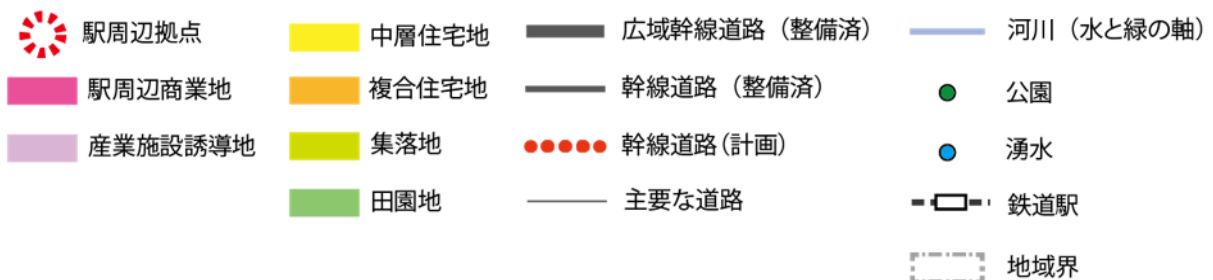 駅周辺拠点
駅周辺商業地
産業施設誘導地
中層住宅地
複合住宅地
集落地
田園地
広域幹線道路（整備済）
幹線道路（整備済）
幹線道路(計画)
主要な道路
河川（水と緑の軸）
公園
湧水
鉄道駅
地域界